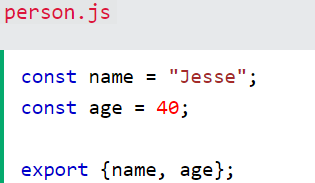 person.js
const name = "Jesse";
const age = 40;
export {name, age};